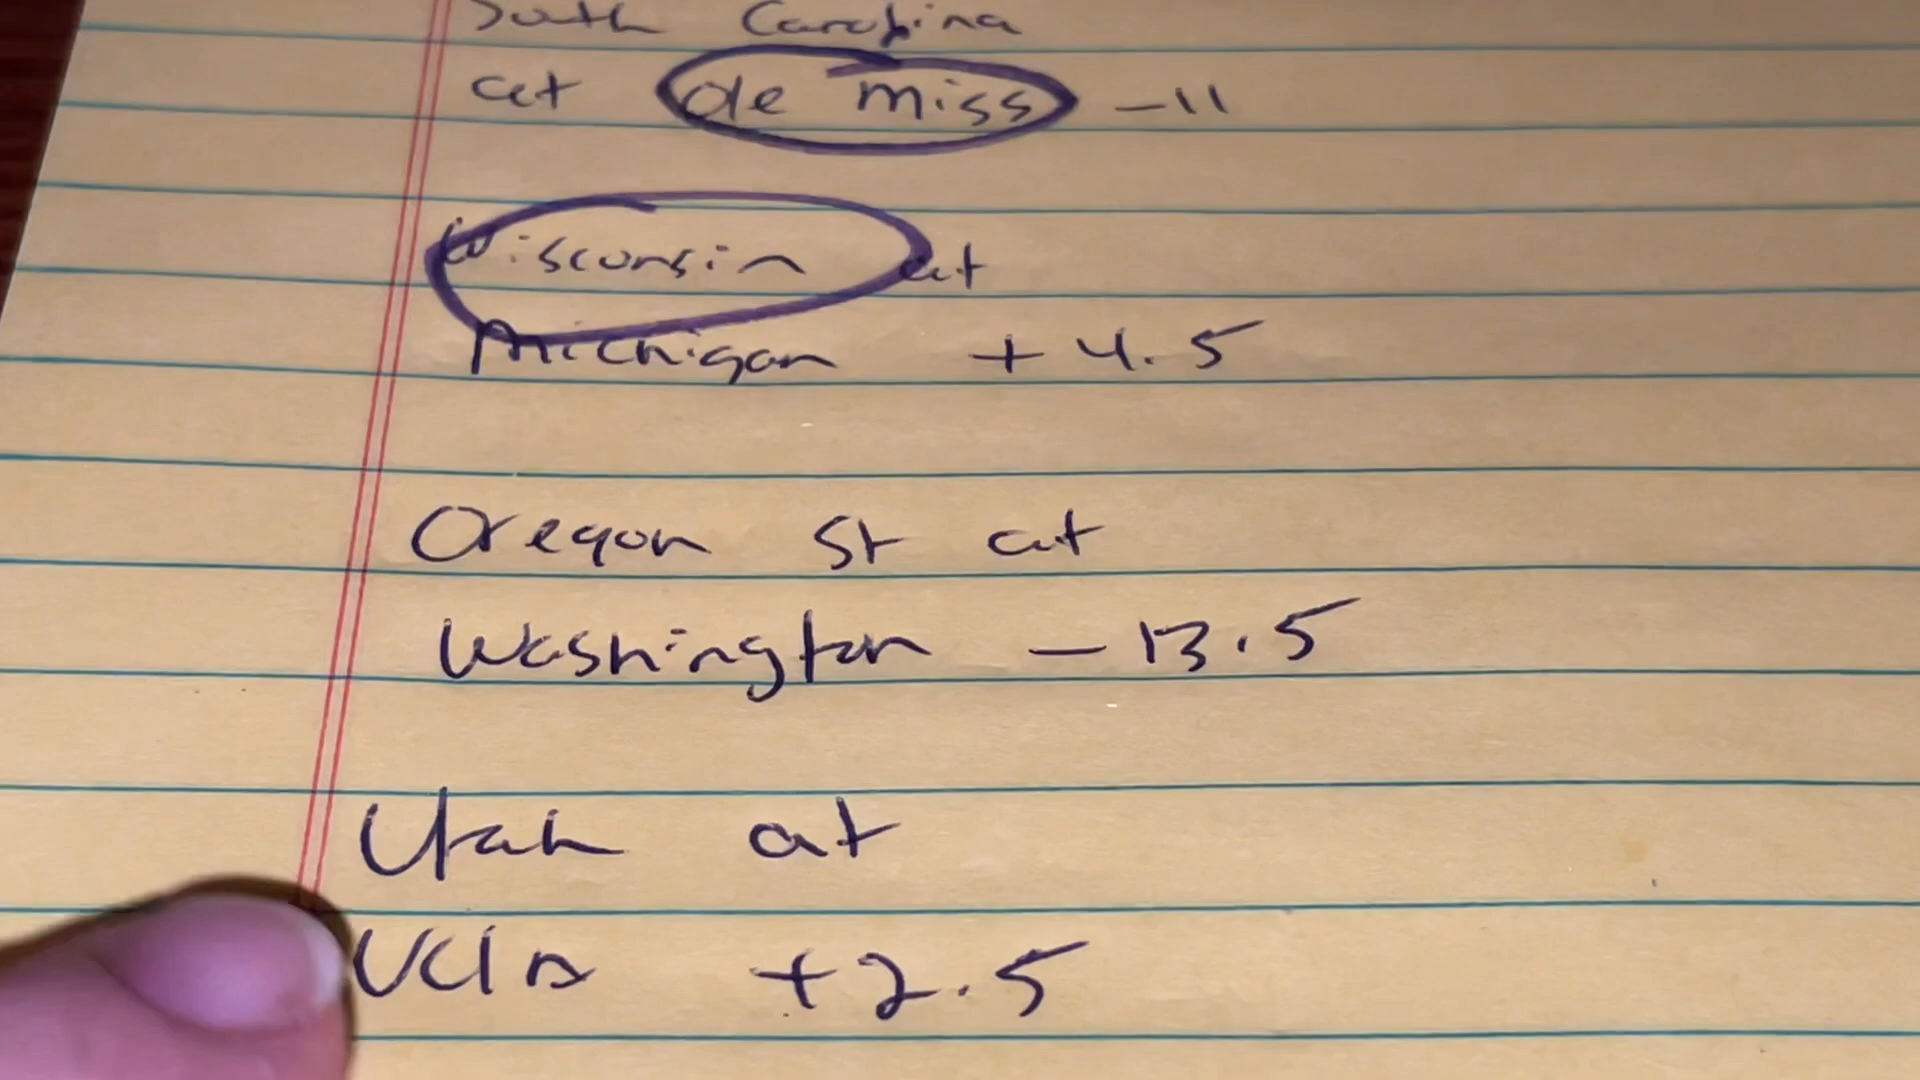 South Carolina
at ole miss -11
Wisconsin at
Michigan +4.5
Oregon St at
Washington -13.5
Utah at
UClA +2.5